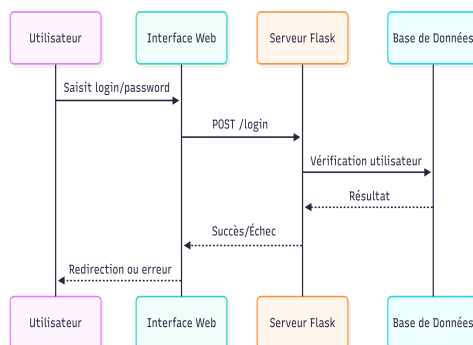 Utilisateur
Interface Web
Serveur Flask
Base de Données
Saisit login/password
POST /login
Vérification utilisateur
Résultat
Succès/Échec
Redirection ou erreur
Utilisateur
Interface Web
Serveur Flask
Base de Données